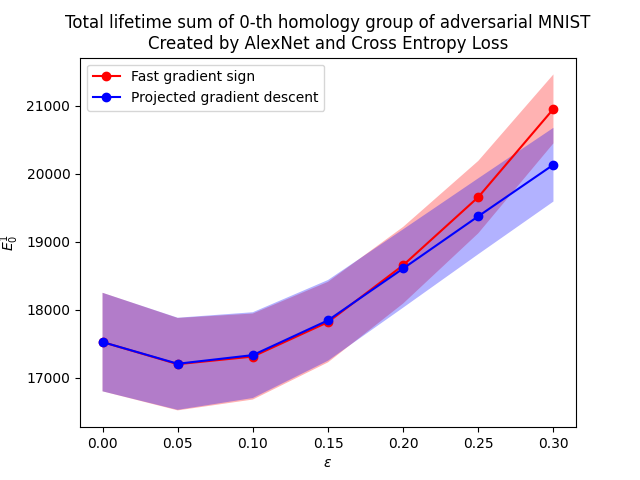 Total lifetime sum of 0-th homology group of adversarial MNIST
Created by AlexNet and Cross Entropy Loss
Fast gradient sign
Projected gradient descent
21000
20000
19000
18000
17000
E₀¹
0.00 0.05 0.10 0.15 0.20 0.25 0.30
ε